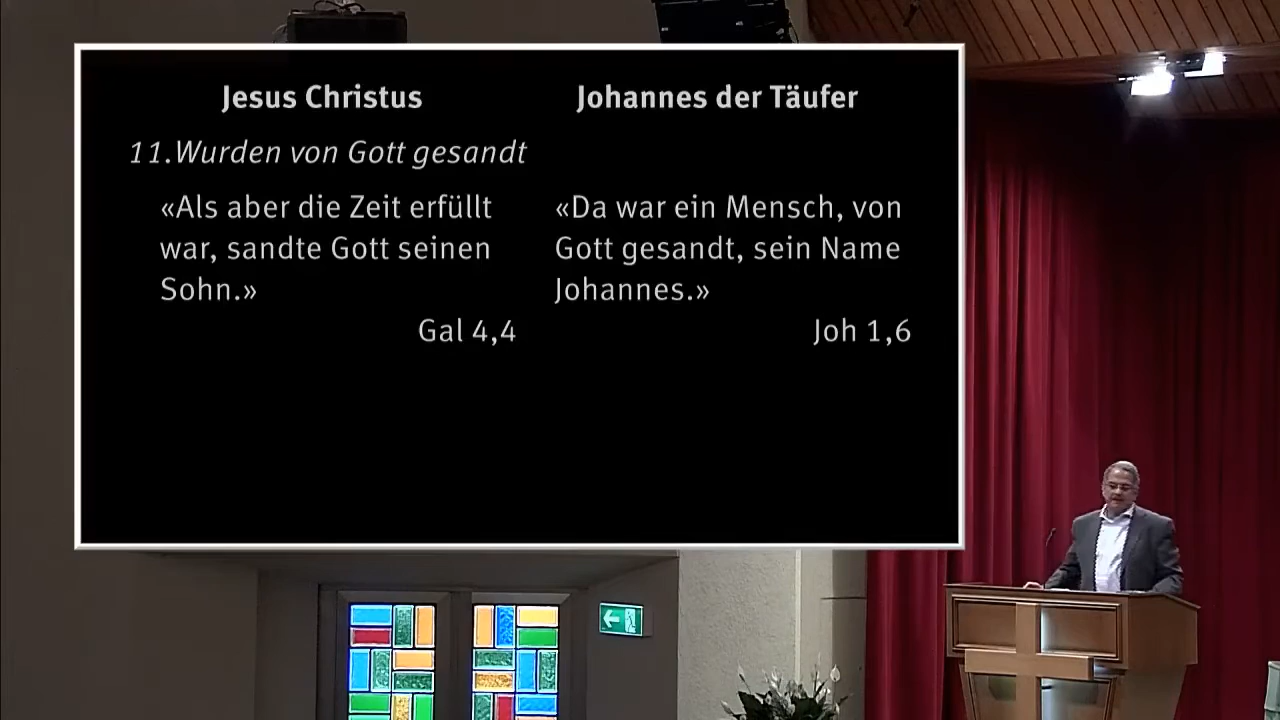 Jesus Christus
Johannes der Täufer
11.Wurden von Gott gesandt
«Als aber die Zeit erfüllt
war, sandte Gott seinen
Sohn.»
Gal 4,4
«Da war ein Mensch, von
Gott gesandt, sein Name
Johannes.»
Joh 1,6